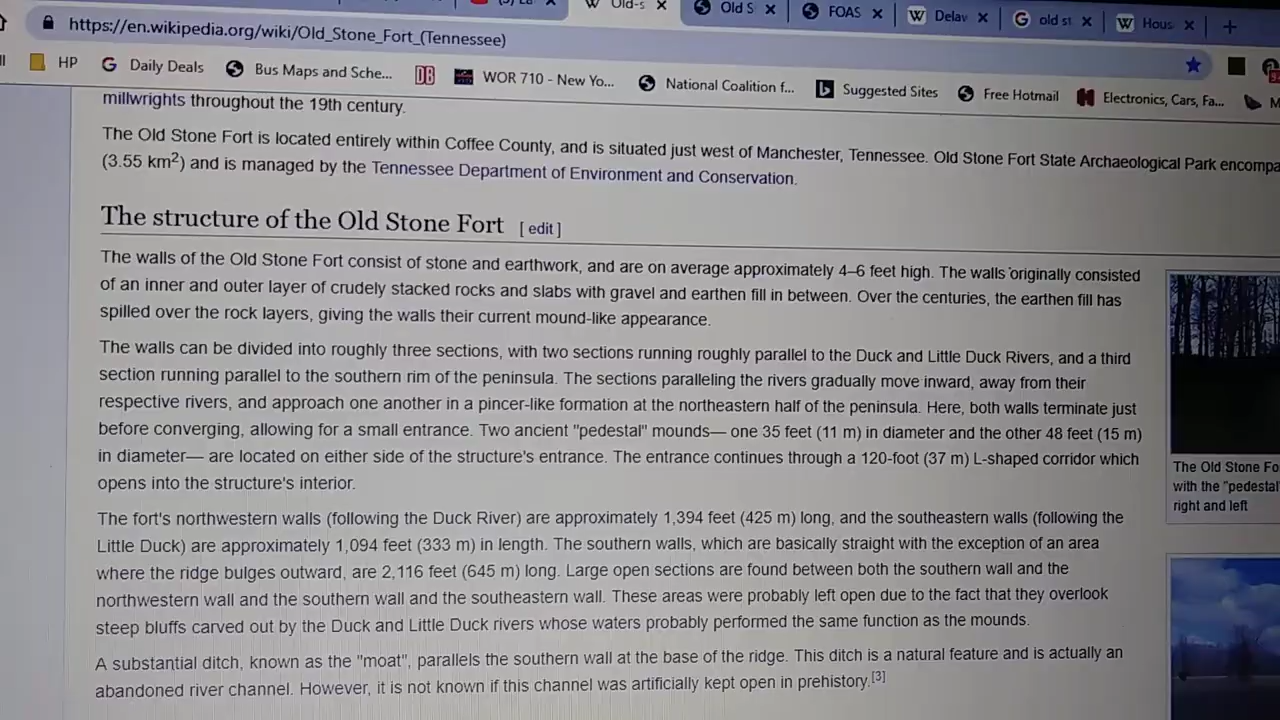 Old-s
Old S
FOAS
Delav
old st
Hous
https://en.wikipedia.org/wiki/Old_Stone_Fort_(Tennessee)
HP
Daily Deals
Bus Maps and Sche...
WOR 710 - New Yo...
National Coalition f...
Suggested Sites
Free Hotmail
Electronics, Cars, Fa...
millwrights throughout the 19th century.
The Old Stone Fort is located entirely within Coffee County, and is situated just west of Manchester, Tennessee. Old Stone Fort State Archaeological Park encompa
(3.55 km²) and is managed by the Tennessee Department of Environment and Conservation.
The structure of the Old Stone Fort [ edit ]
The walls of the Old Stone Fort consist of stone and earthwork, and are on average approximately 4–6 feet high. The walls originally consisted
of an inner and outer layer of crudely stacked rocks and slabs with gravel and earthen fill in between. Over the centuries, the earthen fill has
spilled over the rock layers, giving the walls their current mound-like appearance.
The walls can be divided into roughly three sections, with two sections running roughly parallel to the Duck and Little Duck Rivers, and a third
section running parallel to the southern rim of the peninsula. The sections paralleling the rivers gradually move inward, away from their
respective rivers, and approach one another in a pincer-like formation at the northeastern half of the peninsula. Here, both walls terminate just
before converging, allowing for a small entrance. Two ancient "pedestal" mounds— one 35 feet (11 m) in diameter and the other 48 feet (15 m)
in diameter— are located on either side of the structure's entrance. The entrance continues through a 120-foot (37 m) L-shaped corridor which
opens into the structure's interior.
The Old Stone Fo
with the "pedestal
right and left
The fort's northwestern walls (following the Duck River) are approximately 1,394 feet (425 m) long, and the southeastern walls (following the
Little Duck) are approximately 1,094 feet (333 m) in length. The southern walls, which are basically straight with the exception of an area
where the ridge bulges outward, are 2,116 feet (645 m) long. Large open sections are found between both the southern wall and the
northwestern wall and the southern wall and the southeastern wall. These areas were probably left open due to the fact that they overlook
steep bluffs carved out by the Duck and Little Duck rivers whose waters probably performed the same function as the mounds.
A substantial ditch, known as the "moat", parallels the southern wall at the base of the ridge. This ditch is a natural feature and is actually an
abandoned river channel. However, it is not known if this channel was artificially kept open in prehistory.[3]